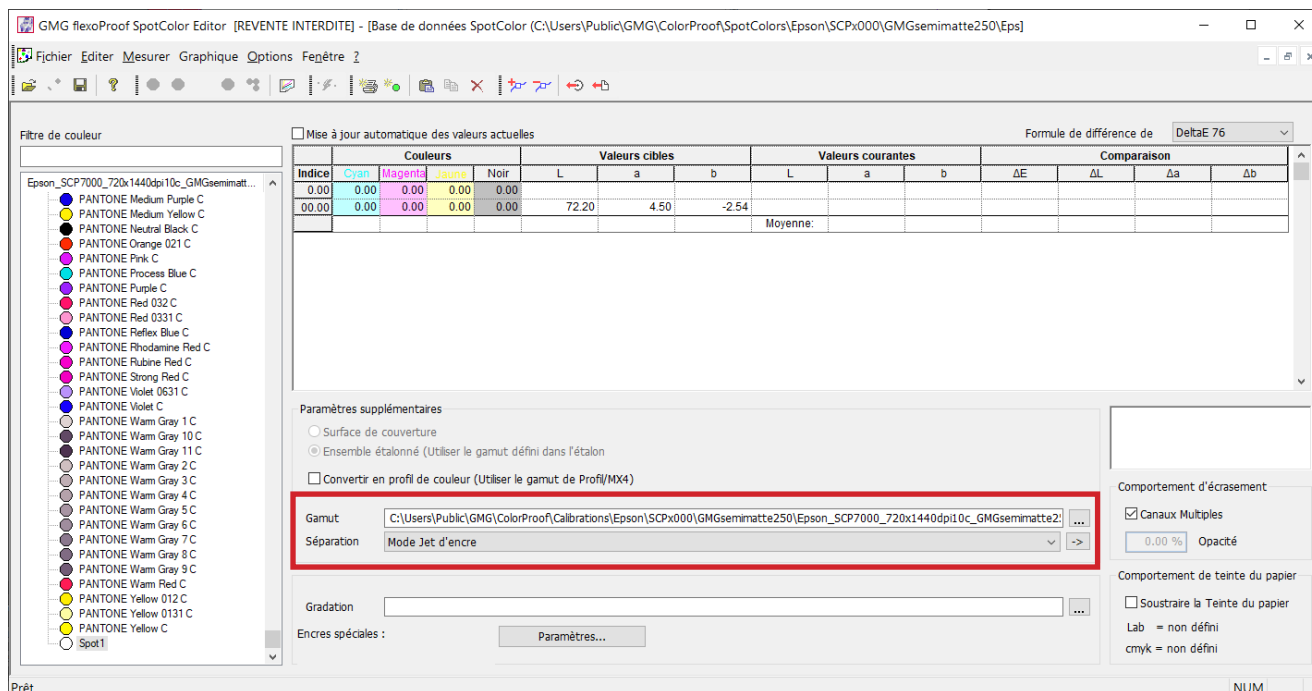 GMG flexoProof SpotColor Editor [REVENTE INTERDITE] - [Base de données SpotColor (C:\Users\Public\GMG\ColorProof\SpotColors\Epson\SCPx000\GMGsemimatte250\Eps]
Fichier Editer Mesurer Graphique Options Fenêtre ?
Filtre de couleur
Epson_SCP7000_720x1440dpi10c_GMGsemimatt...
PANTONE Medium Purple C
PANTONE Medium Yellow C
PANTONE Neutral Black C
PANTONE Orange 021 C
PANTONE Pink C
PANTONE Process Blue C
PANTONE Purple C
PANTONE Red 032 C
PANTONE Red 0331 C
PANTONE Reflex Blue C
PANTONE Rhodamine Red C
PANTONE Rubine Red C
PANTONE Strong Red C
PANTONE Violet 0631 C
PANTONE Violet C
PANTONE Warm Gray 1 C
PANTONE Warm Gray 10 C
PANTONE Warm Gray 11 C
PANTONE Warm Gray 2 C
PANTONE Warm Gray 3 C
PANTONE Warm Gray 4 C
PANTONE Warm Gray 5 C
PANTONE Warm Gray 6 C
PANTONE Warm Gray 7 C
PANTONE Warm Gray 8 C
PANTONE Warm Gray 9 C
PANTONE Warm Red C
PANTONE Yellow 012 C
PANTONE Yellow 0131 C
PANTONE Yellow C
Spot1
Mise à jour automatique des valeurs actuelles
Formule de différence de DeltaE 76
Couleurs Valeurs cibles Valeurs courantes Comparaison
Indice Cyan Magenta Jaune Noir L a b L a b ΔE ΔL Δa Δb
0.00 0.00 0.00 0.00 0.00
00.00 0.00 0.00 0.00 0.00 72.20 4.50 -2.54
Moyenne:
Paramètres supplémentaires
Surface de couverture
Ensemble étalonné (Utiliser le gamut défini dans l'étalon
Convertir en profil de couleur (Utiliser le gamut de Profil/MX4)
Gamut C:\Users\Public\GMG\ColorProof\Calibrations\Epson\SCPx000\GMGsemimatte250\Epson_SCP7000_720x1440dpi10c_GMGsemimatte2 ...
Séparation Mode Jet d'encre ->
Gradation ...
Encres spéciales : Paramètres...
Comportement d'écrasement
Canaux Multiples
0.00 % Opacité
Comportement de teinte du papier
Soustraire la Teinte du papier
Lab = non défini
cmyk = non défini
Prêt
NUM